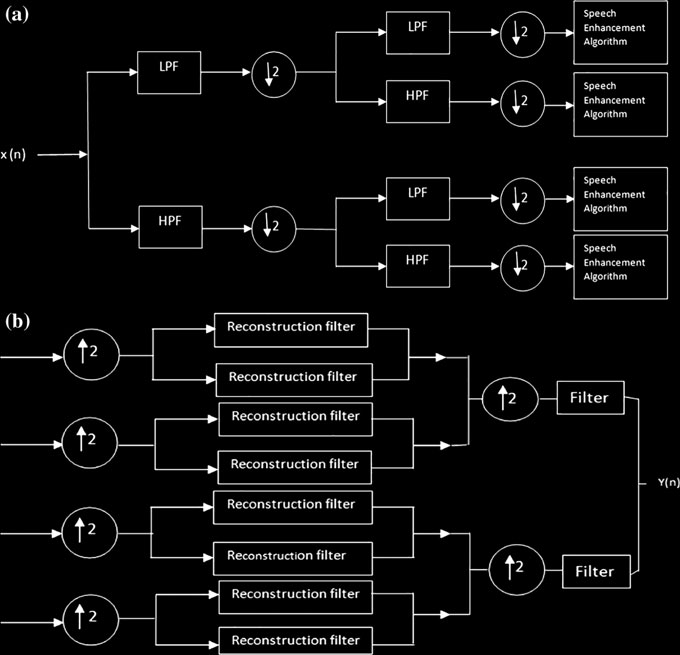 (a)
LPF
↓2
Speech
Enhancement
Algorithm
LPF
↓2
HPF
↓2
Speech
Enhancement
Algorithm
x (n)
HPF
↓2
LPF
↓2
Speech
Enhancement
Algorithm
HPF
↓2
Speech
Enhancement
Algorithm
(b)
↑2
Reconstruction filter
Reconstruction filter
↑2
Filter
↑2
Reconstruction filter
Reconstruction filter
Y(n)
↑2
Reconstruction filter
Reconstruction filter
↑2
Filter
↑2
Reconstruction filter
Reconstruction filter